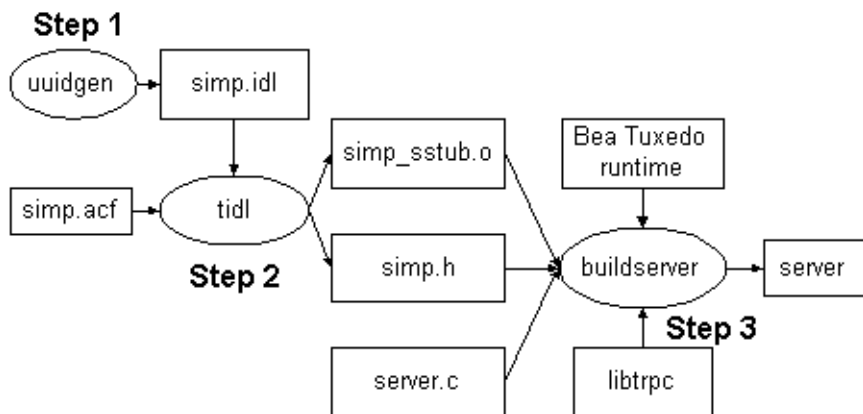 Step 1
uuidgen
simp.idl
simp_sstub.o
Bea Tuxedo
runtime
simp.acf
tidl
Step 2
simp.h
buildserver
server
Step 3
server.c
libtrpc